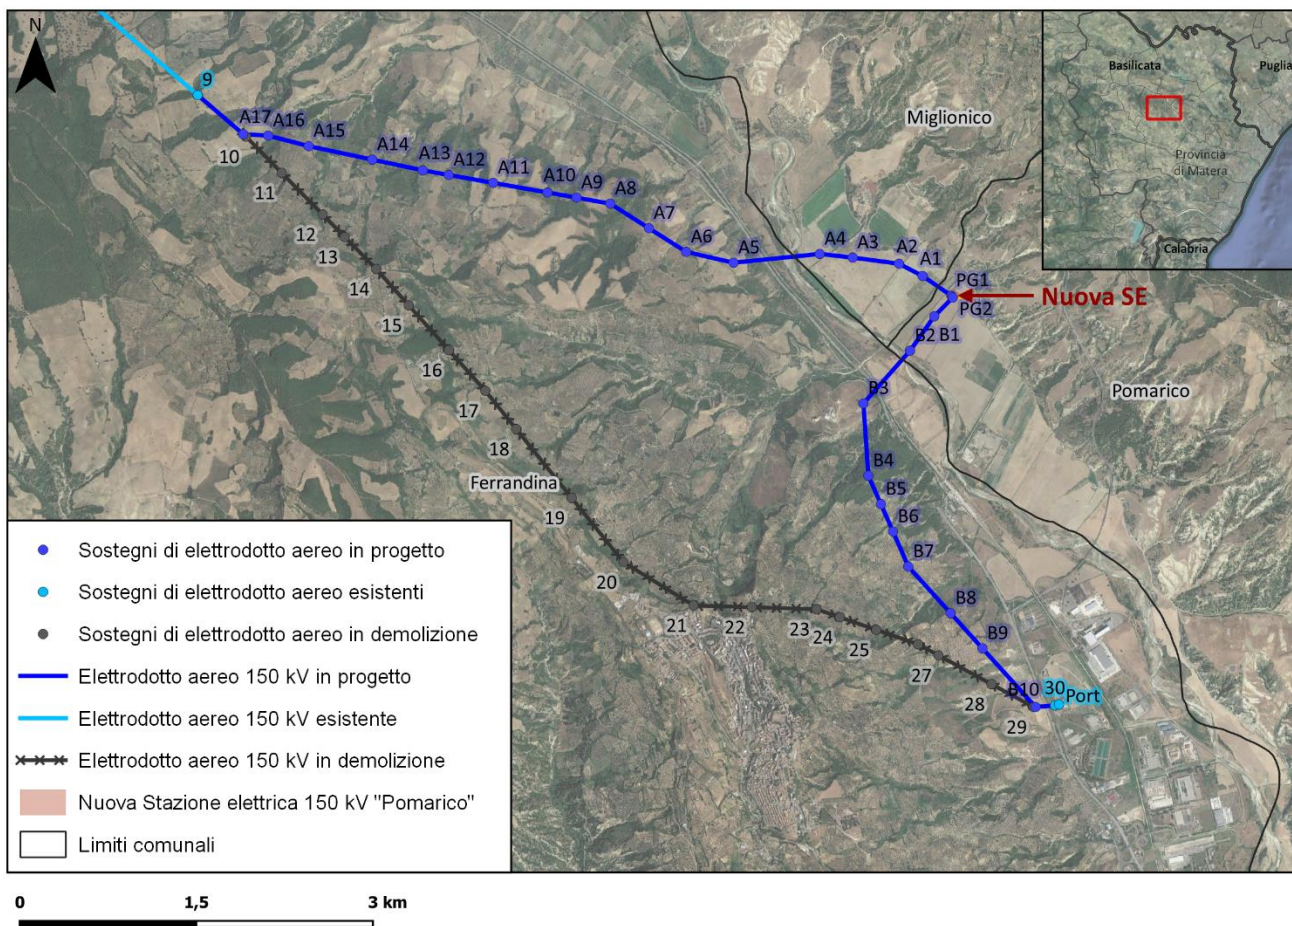 N
9
A17
A16
A15
A14
A13
A12
A11
A10
A9
A8
A7
A6
A5
A4
A3
A2
A1
PG1
PG2
Nuova SE
B1
B2
B3
B4
B5
B6
B7
B8
B9
B10
30
Port
10
11
12
13
14
15
16
17
18
19
20
21
22
23
24
25
27
28
29
Miglionico
Pomarico
Ferrandina
Basilicata
Puglia
Provincia
di Matera
Calabria
Sostegni di elettrodotto aereo in progetto
Sostegni di elettrodotto aereo esistenti
Sostegni di elettrodotto aereo in demolizione
Elettrodotto aereo 150 kV in progetto
Elettrodotto aereo 150 kV esistente
Elettrodotto aereo 150 kV in demolizione
Nuova Stazione elettrica 150 kV "Pomarico"
Limiti comunali
0 1,5 3 km